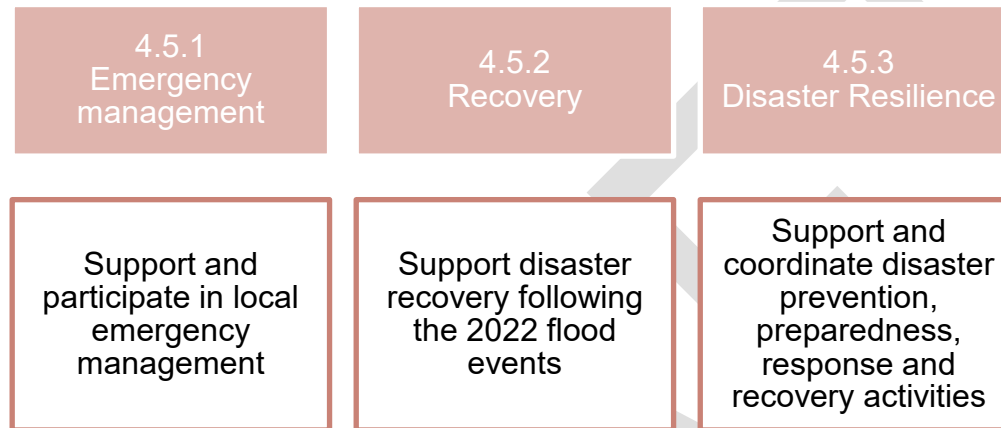 4.5.1
Emergency
management
4.5.2
Recovery
4.5.3
Disaster Resilience
Support and
participate in local
emergency
management
Support disaster
recovery following
the 2022 flood
events
Support and
coordinate disaster
prevention,
preparedness,
response and
recovery activities